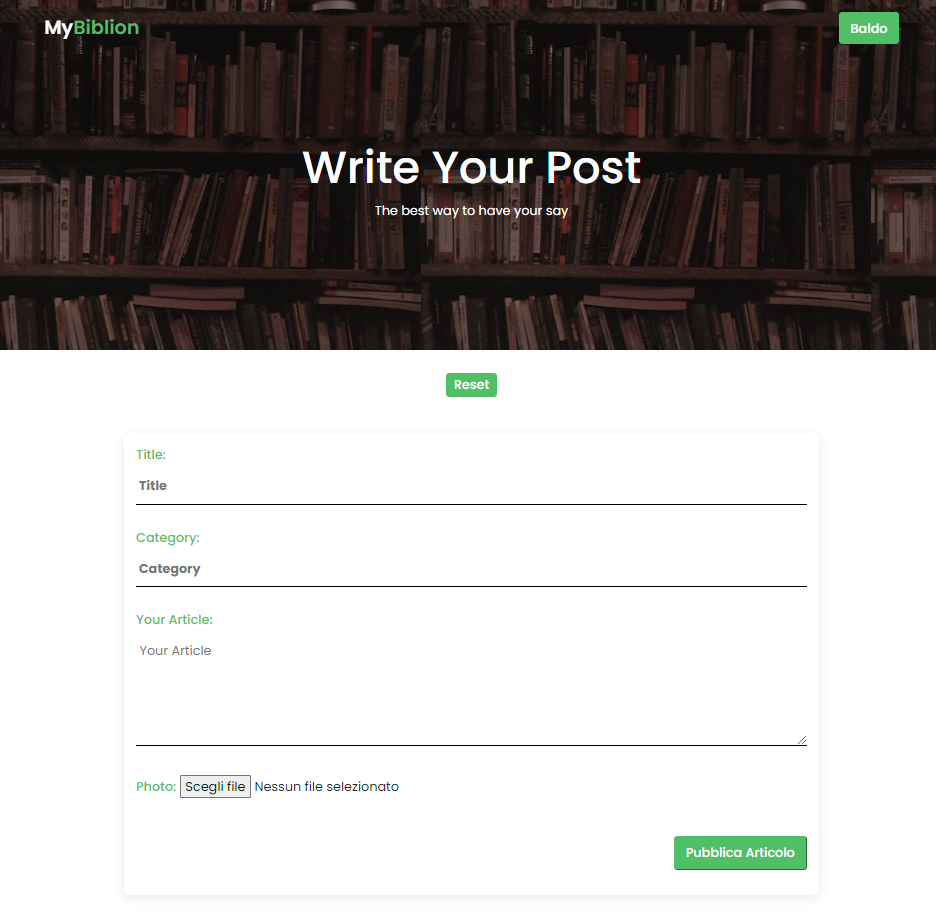 MyBiblion
Baldo
Write Your Post
The best way to have your say
Reset
Title:
Title
Category:
Category
Your Article:
Your Article
Photo: Scegli file Nessun file selezionato
Pubblica Articolo